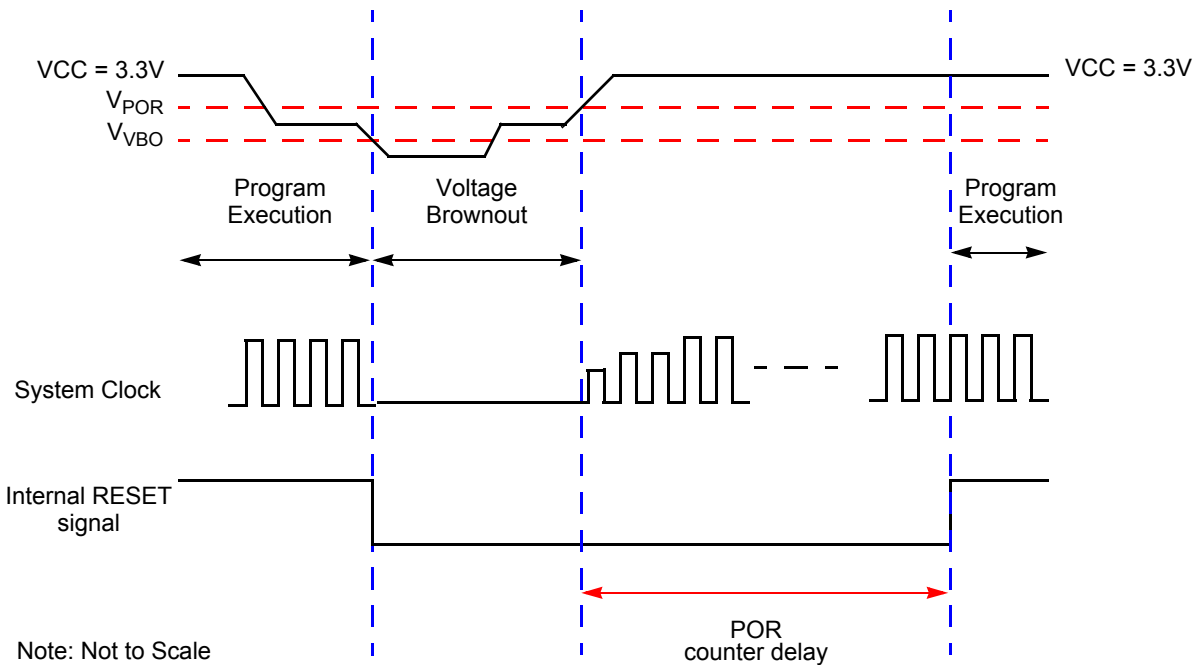 VCC = 3.3V
VCC = 3.3V
VPOR
VVBO
Program
Execution
Voltage
Brownout
Program
Execution
System Clock
Internal RESET
signal
POR
counter delay
Note: Not to Scale